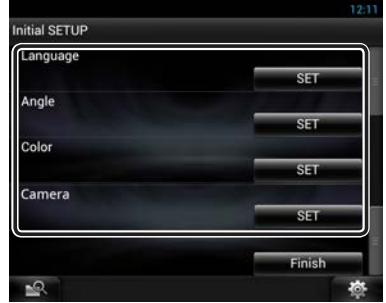 12:11
Initial SETUP
Language
SET
Angle
SET
Color
SET
Camera
SET
Finish